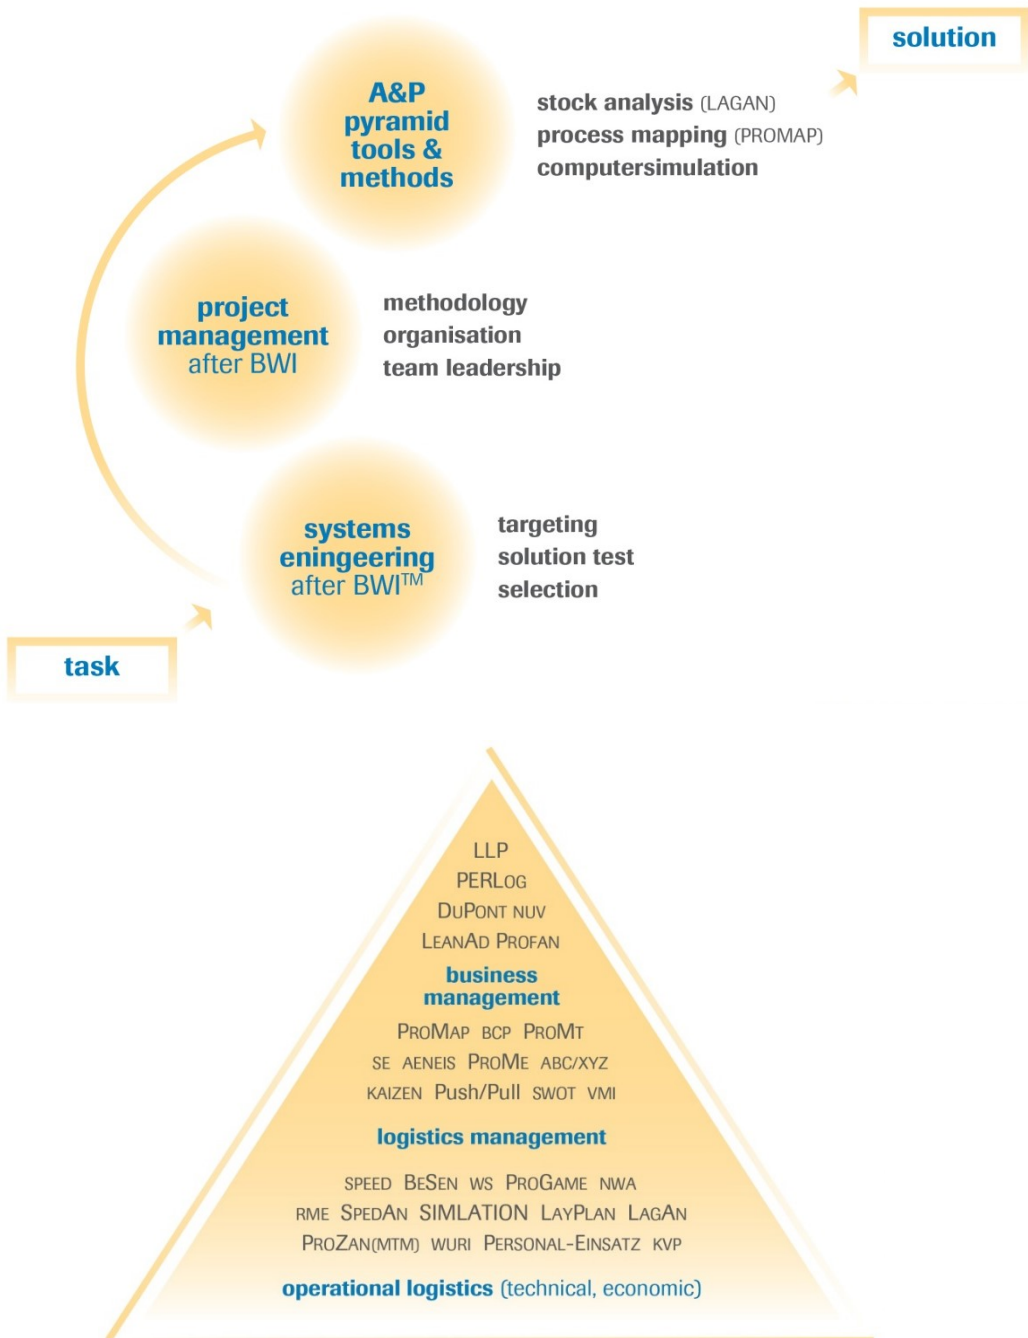 solution
A&P
pyramid
tools &
methods
stock analysis (LAGAN)
process mapping (PROMAP)
computersimulation
project
management
after BWI
methodology
organisation
team leadership
systems
eningeering
after BWI™
targeting
solution test
selection
task
LLP
PERLOG
DUPONT NUV
LEANAD PROFAN
business
management
PROMAP BCP PROMT
SE AENEIS PROME ABC/XYZ
KAIZEN Push/Pull SWOT VMI
logistics management
SPEED BESEN WS PROGAME NWA
RME SPEDAN SIMLATION LAYPLAN LAGAN
PROZAN(MTM) WURI PERSONAL-EINSATZ KVP
operational logistics (technical, economic)